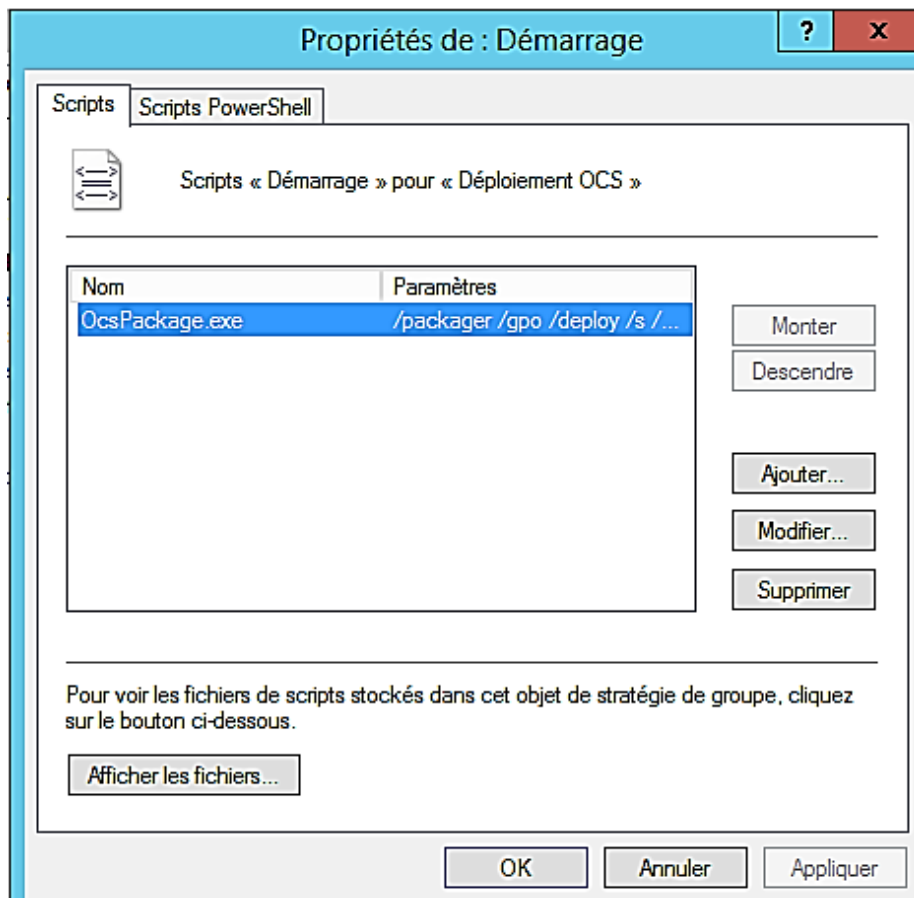 Propriétés de : Démarrage
? x
Scripts
Scripts PowerShell
Scripts « Démarrage » pour « Déploiement OCS »
Nom Paramètres
OcsPackage.exe /packager /gpo /deploy /s /...
Monter
Descendre
Ajouter...
Modifier...
Supprimer
Pour voir les fichiers de scripts stockés dans cet objet de stratégie de groupe, cliquez
sur le bouton ci-dessous.
Afficher les fichiers...
OK Annuler Appliquer